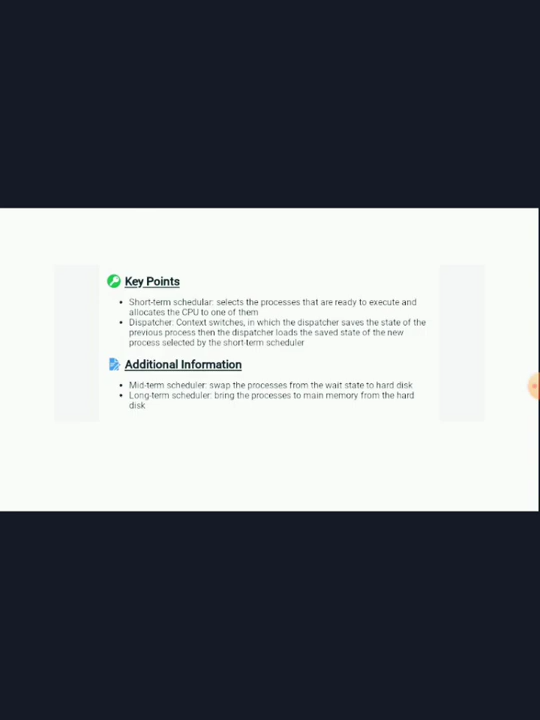 Key Points
• Short-term schedular: selects the processes that are ready to execute and
allocates the CPU to one of them
• Dispatcher: Context switches, in which the dispatcher saves the state of the
previous process then the dispatcher loads the saved state of the new
process selected by the short-term scheduler
Additional Information
• Mid-term scheduler: swap the processes from the wait state to hard disk
• Long-term scheduler: bring the processes to main memory from the hard
disk